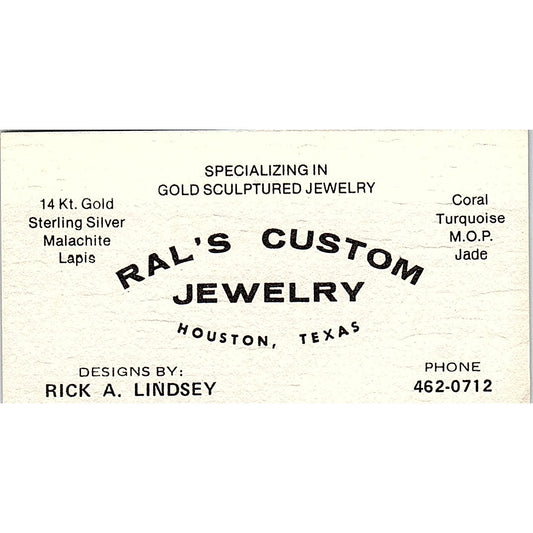 SPECIALIZING IN
GOLD SCULPTURED JEWELRY
14 Kt. Gold
Sterling Silver
Malachite
Lapis
Coral
Turquoise
M.O.P.
Jade
RAL'S CUSTOM
JEWELRY
HOUSTON, TEXAS
DESIGNS BY:
RICK A. LINDSEY
PHONE
462-0712